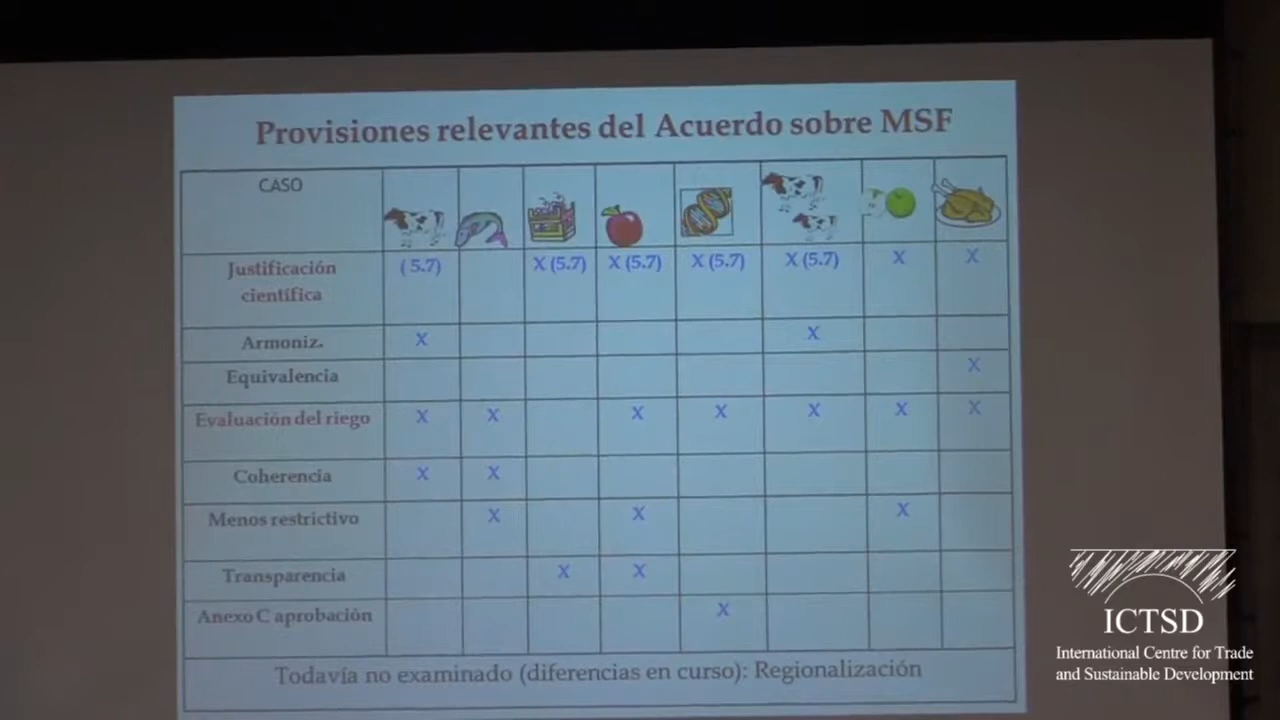 Provisiones relevantes del Acuerdo sobre MSF
CASO
Justificación
científica
(5.7)
X (5.7)
X (5.7)
X (5.7)
X (5.7)
X
X
Armoniz.
X
X
Equivalencia
X
Evaluación del riego
X
X
X
X
X
X
X
Coherencia
X
X
Menos restrictivo
X
X
X
Transparencia
X
X
Anexo C aprobación
X
Todavía no examinado (diferencias en curso): Regionalización
ICTSD
International Centre for Trade
and Sustainable Development